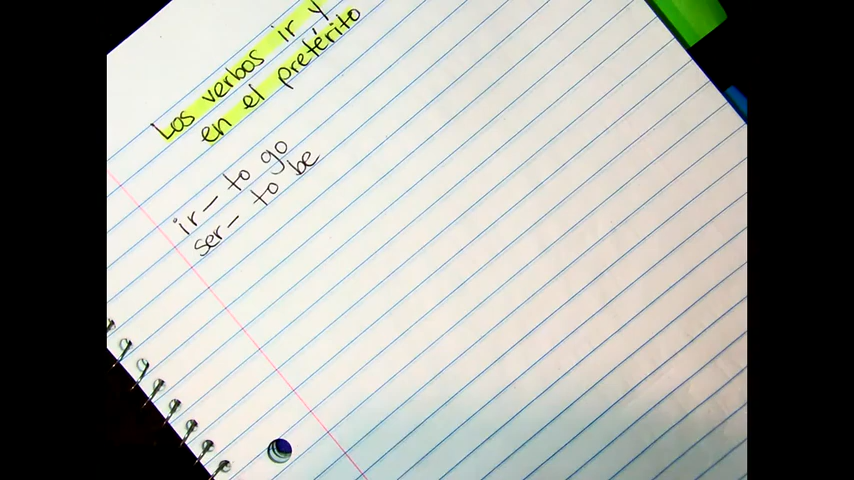 Los verbos ir y
en el pretérito
ir – to go
ser – to be